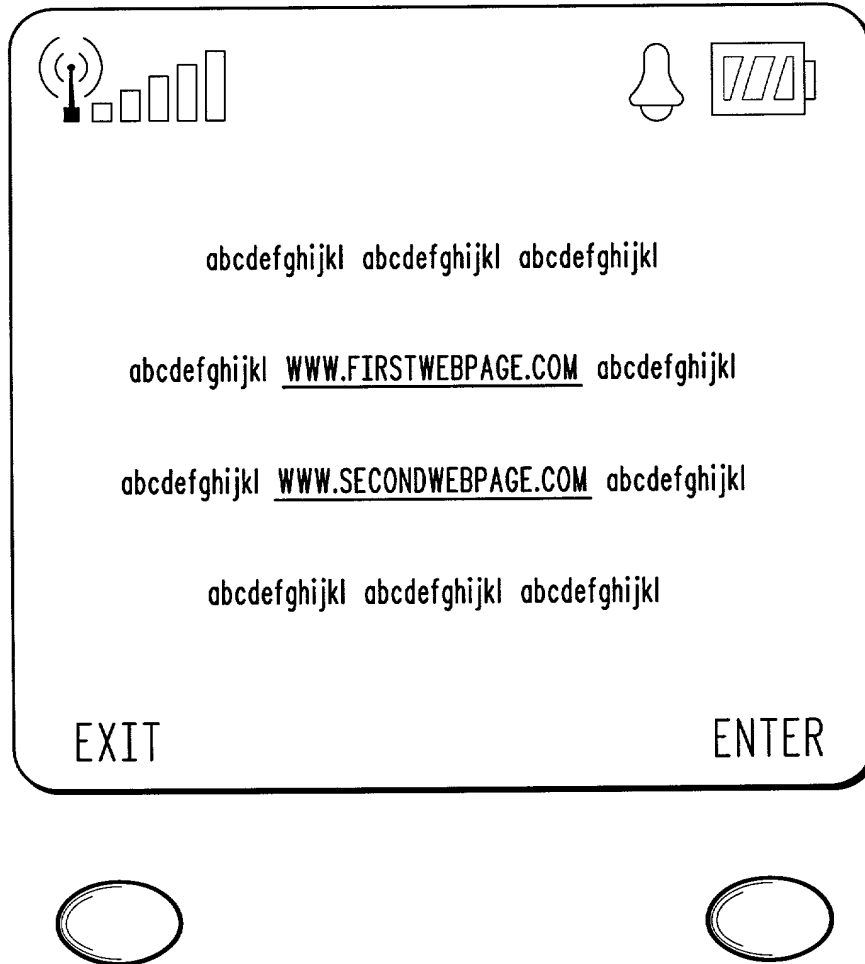 abcdefghijkl abcdefghijkl abcdefghijkl
abcdefghijkl WWW.FIRSTWEBPAGE.COM abcdefghijkl
abcdefghijkl WWW.SECONDWEBPAGE.COM abcdefghijkl
abcdefghijkl abcdefghijkl abcdefghijkl
EXIT ENTER